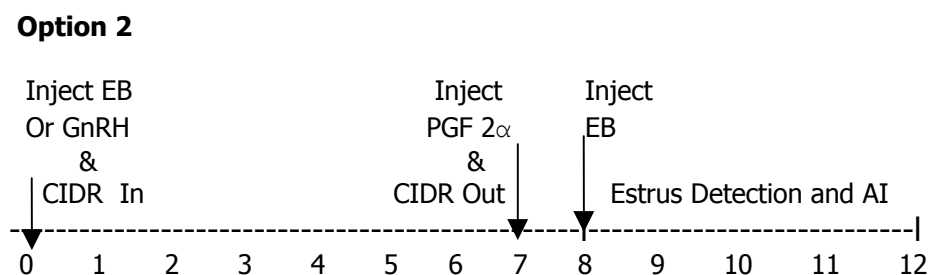 Option 2
Inject EB Inject Inject
Or GnRH PGF 2α EB
& &
CIDR In CIDR Out Estrus Detection and AI
0 1 2 3 4 5 6 7 8 9 10 11 12